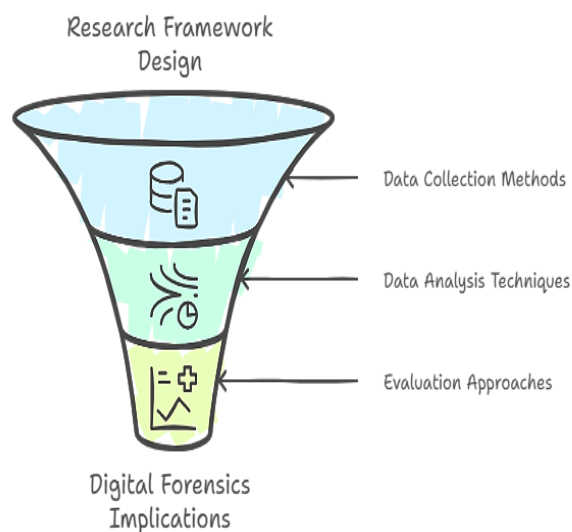 Research Framework
Design
Data Collection Methods
Data Analysis Techniques
Evaluation Approaches
Digital Forensics
Implications